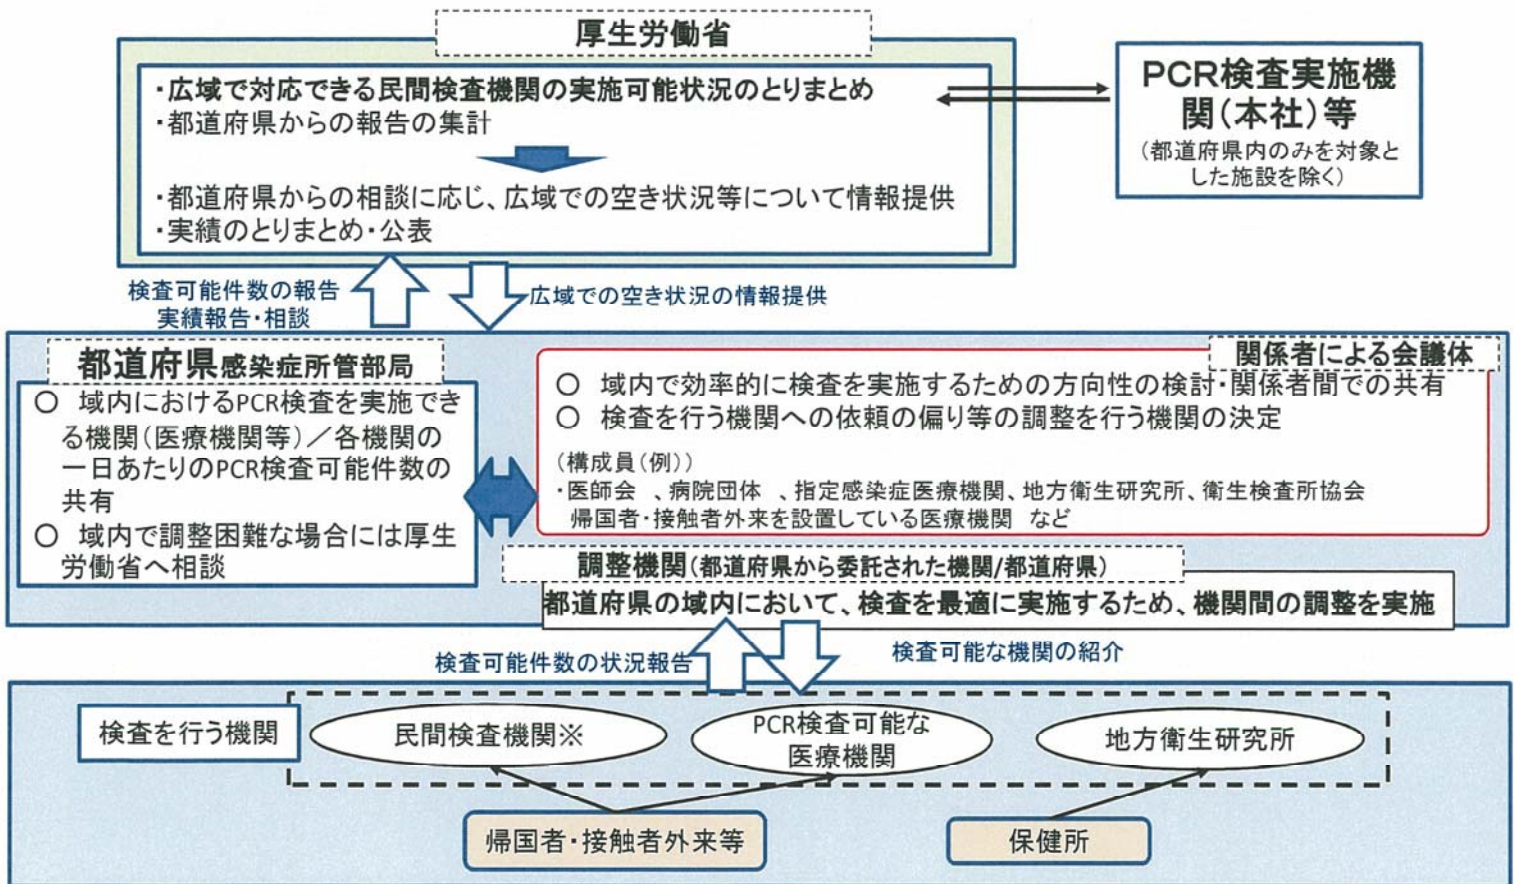 厚生労働省
・広域で対応できる民間検査機関の実施可能状況のとりまとめ
・都道府県からの報告の集計
・都道府県からの相談に応じ、広域での空き状況等について情報提供
・実績のとりまとめ・公表
PCR検査実施機
関(本社)等
(都道府県内のみを対象と
した施設を除く)
検査可能件数の報告
実績報告・相談
広域での空き状況の情報提供
都道府県感染症所管部局
○ 域内におけるPCR検査を実施でき
る機関(医療機関等)/各機関の
一日あたりのPCR検査可能件数の
共有
○ 域内で調整困難な場合には厚生
労働省へ相談
関係者による会議体
○ 域内で効率的に検査を実施するための方向性の検討・関係者間での共有
○ 検査を行う機関への依頼の偏り等の調整を行う機関の決定
(構成員(例))
・医師会 、病院団体 、指定感染症医療機関、地方衛生研究所、衛生検査所協会
帰国者・接触者外来を設置している医療機関 など
調整機関(都道府県から委託された機関/都道府県)
都道府県の域内において、検査を最適に実施するため、機関間の調整を実施
検査可能件数の状況報告
検査可能な機関の紹介
検査を行う機関
民間検査機関※
PCR検査可能な
医療機関
地方衛生研究所
帰国者・接触者外来等
保健所